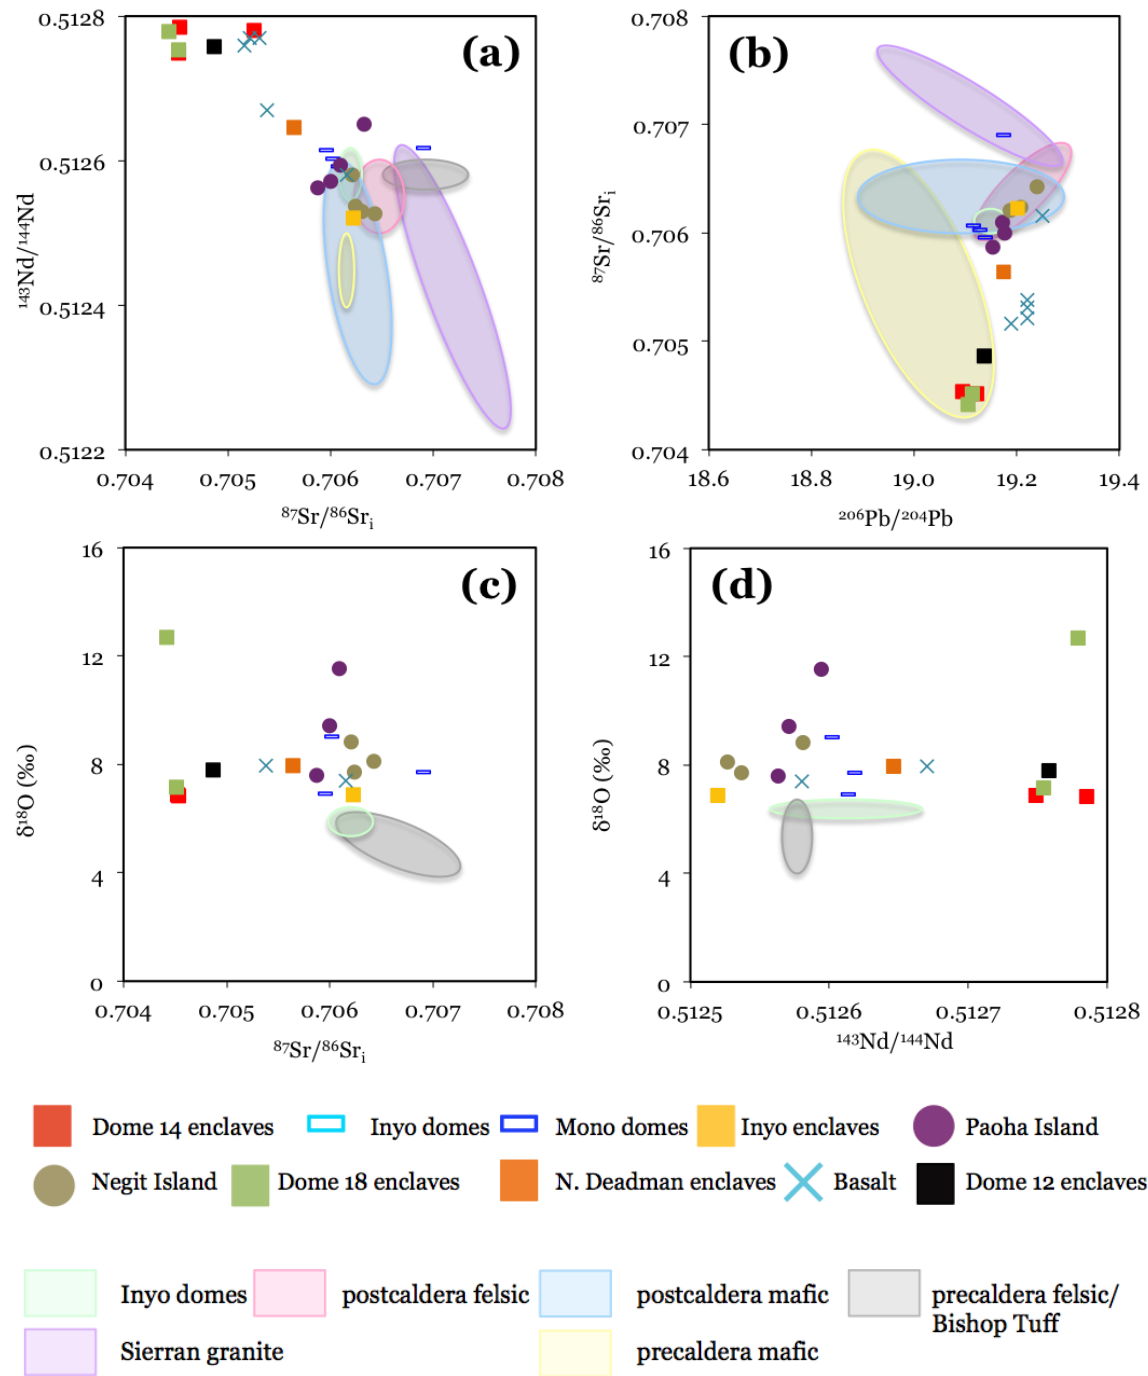 (a)
0.5128
0.5126
0.5124
0.5122
¹⁴³Nd/¹⁴⁴Nd
0.704 0.705 0.706 0.707 0.708
⁸⁷Sr/⁸⁶Srᵢ
(b)
0.708
0.707
0.706
0.705
0.704
⁸⁷Sr/⁸⁶Srᵢ
18.6 18.8 19.0 19.2 19.4
²⁰⁶Pb/²⁰⁴Pb
(c)
16
12
8
4
0
δ¹⁸O (‰)
0.704 0.705 0.706 0.707 0.708
⁸⁷Sr/⁸⁶Srᵢ
(d)
16
12
8
4
0
δ¹⁸O (‰)
0.5125 0.5126 0.5127 0.5128
¹⁴³Nd/¹⁴⁴Nd
Dome 14 enclaves Inyo domes Mono domes Inyo enclaves Paoha Island
Negit Island Dome 18 enclaves N. Deadman enclaves Basalt Dome 12 enclaves
Inyo domes postcaldera felsic postcaldera mafic precaldera felsic/
Bishop Tuff
Sierran granite precaldera mafic